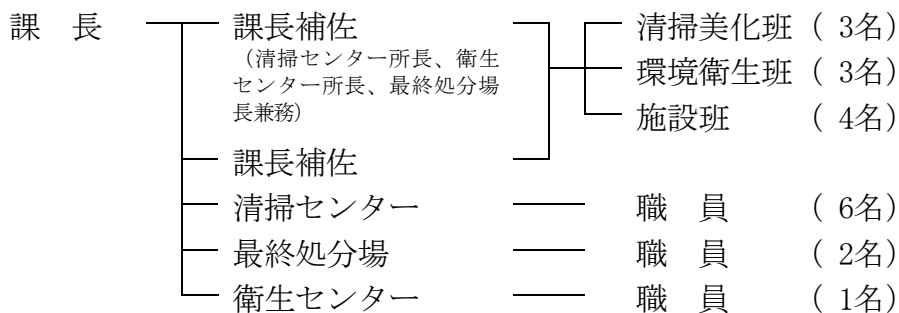 課　長　課長補佐　清掃美化班 ( 3名)
（清掃センター所長、衛生
センター所長、最終処分場
長兼務）
環境衛生班 ( 3名)
施設班　( 4名)
課長補佐
清掃センター　職　員　( 6名)
最終処分場　職　員　( 2名)
衛生センター　職　員　( 1名)